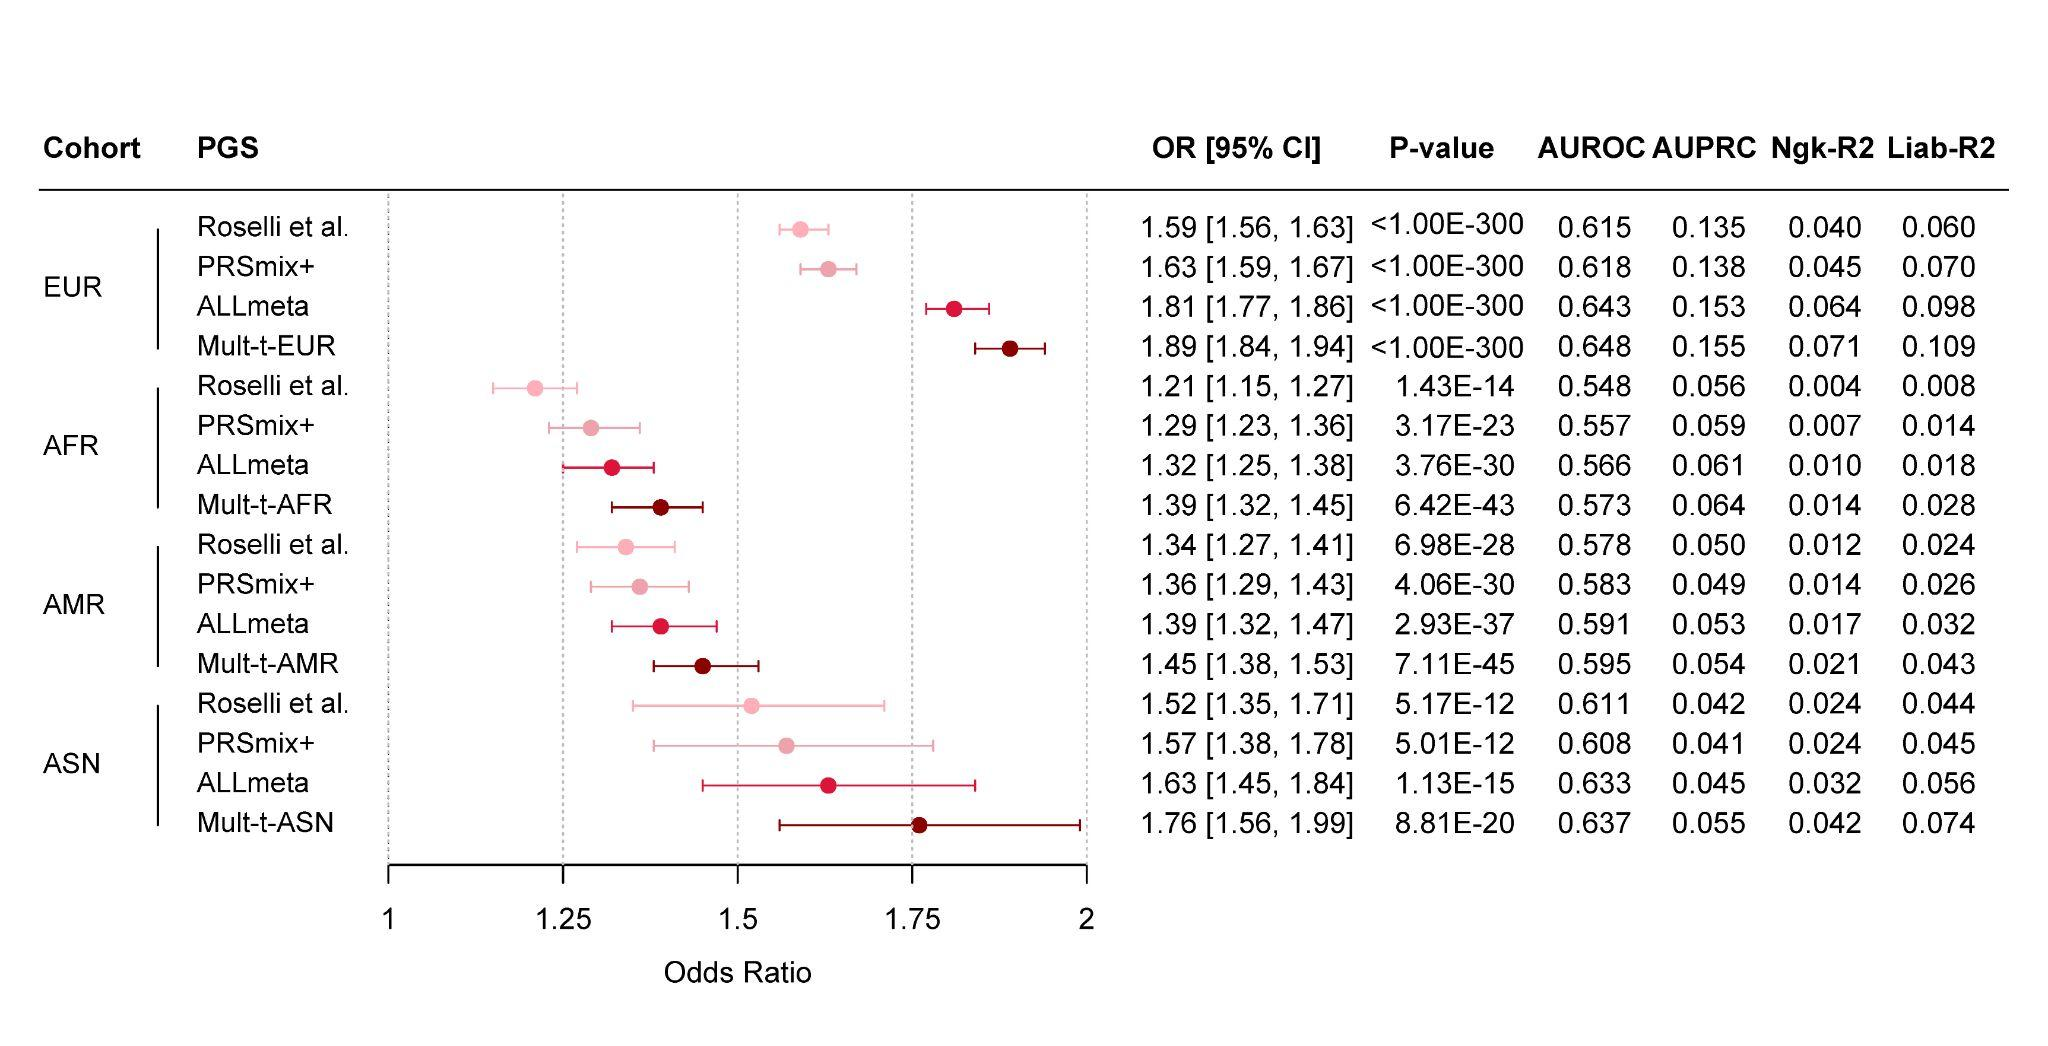 Cohort PGS OR [95% CI] P-value AUROC AUPRC Ngk-R2 Liab-R2
EUR
Roselli et al. 1.59 [1.56, 1.63] <1.00E-300 0.615 0.135 0.040 0.060
PRSmix+ 1.63 [1.59, 1.67] <1.00E-300 0.618 0.138 0.045 0.070
ALLmeta 1.81 [1.77, 1.86] <1.00E-300 0.643 0.153 0.064 0.098
Mult-t-EUR 1.89 [1.84, 1.94] <1.00E-300 0.648 0.155 0.071 0.109
AFR
Roselli et al. 1.21 [1.15, 1.27] 1.43E-14 0.548 0.056 0.004 0.008
PRSmix+ 1.29 [1.23, 1.36] 3.17E-23 0.557 0.059 0.007 0.014
ALLmeta 1.32 [1.25, 1.38] 3.76E-30 0.566 0.061 0.010 0.018
Mult-t-AFR 1.39 [1.32, 1.45] 6.42E-43 0.573 0.064 0.014 0.028
AMR
Roselli et al. 1.34 [1.27, 1.41] 6.98E-28 0.578 0.050 0.012 0.024
PRSmix+ 1.36 [1.29, 1.43] 4.06E-30 0.583 0.049 0.014 0.026
ALLmeta 1.39 [1.32, 1.47] 2.93E-37 0.591 0.053 0.017 0.032
Mult-t-AMR 1.45 [1.38, 1.53] 7.11E-45 0.595 0.054 0.021 0.043
ASN
Roselli et al. 1.52 [1.35, 1.71] 5.17E-12 0.611 0.042 0.024 0.044
PRSmix+ 1.57 [1.38, 1.78] 5.01E-12 0.608 0.041 0.024 0.045
ALLmeta 1.63 [1.45, 1.84] 1.13E-15 0.633 0.045 0.032 0.056
Mult-t-ASN 1.76 [1.56, 1.99] 8.81E-20 0.637 0.055 0.042 0.074
1 1.25 1.5 1.75 2
Odds Ratio